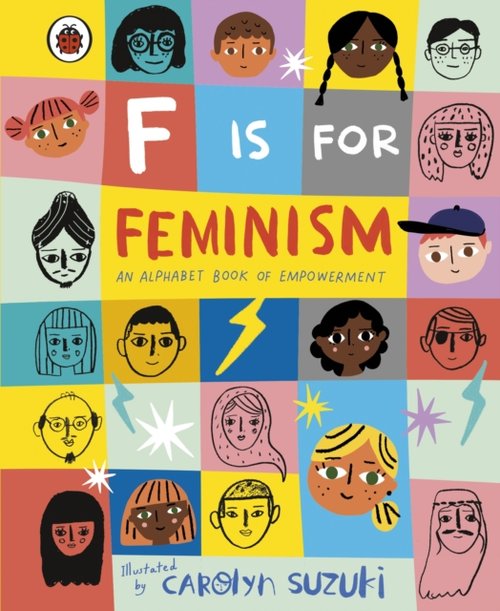 F IS FOR
FEMINISM
AN ALPHABET BOOK OF EMPOWERMENT
Illustrated
by CAROLYN SUZUKI